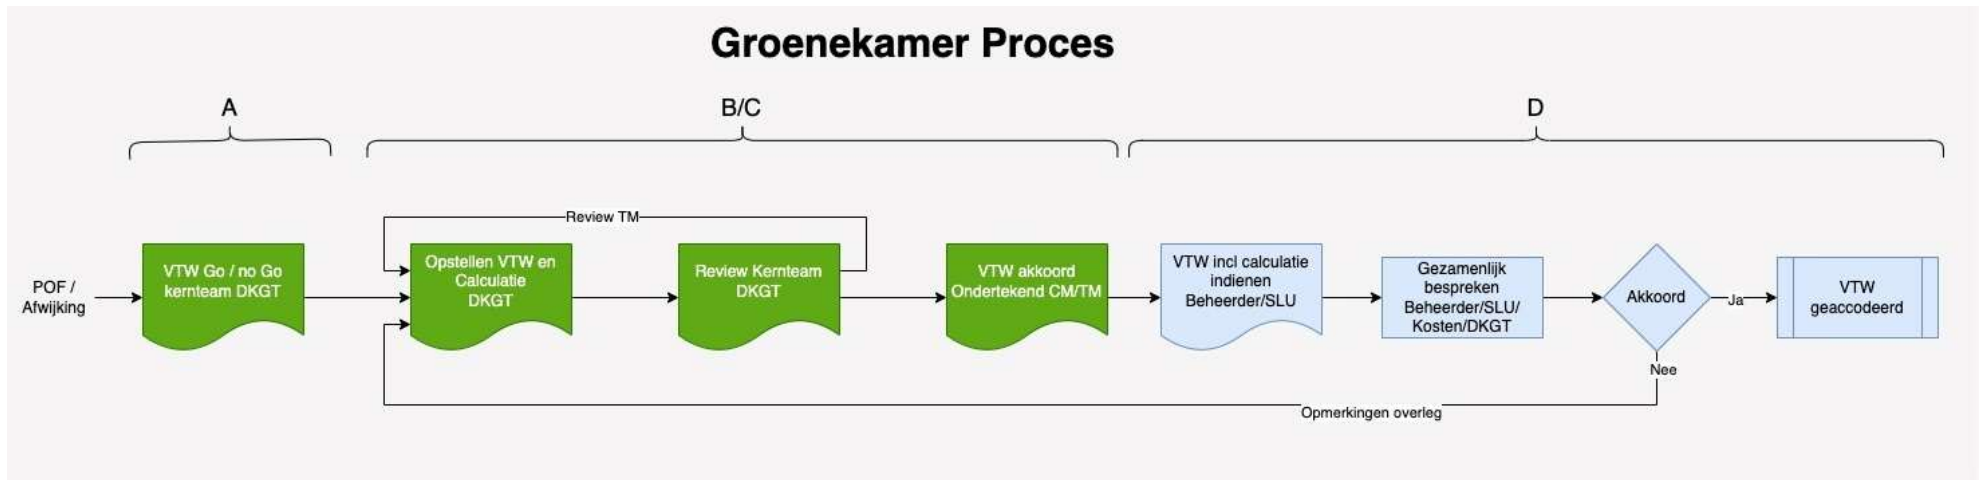 Groenekamer Proces
A
B/C
D
Review TM
POF /
Afwijking
VTW Go / no Go
kernteam DKGT
Opstellen VTW en
Calculatie
DKGT
Review Kernteam
DKGT
VTW akkoord
Ondertekend CM/TM
VTW incl calculatie
indienen
Beheerder/SLU
Gezamenlijk
bespreken
Beheerder/SLU/
Kosten/DKGT
Akkoord
Ja
VTW
geaccodeerd
Nee
Opmerkingen overleg